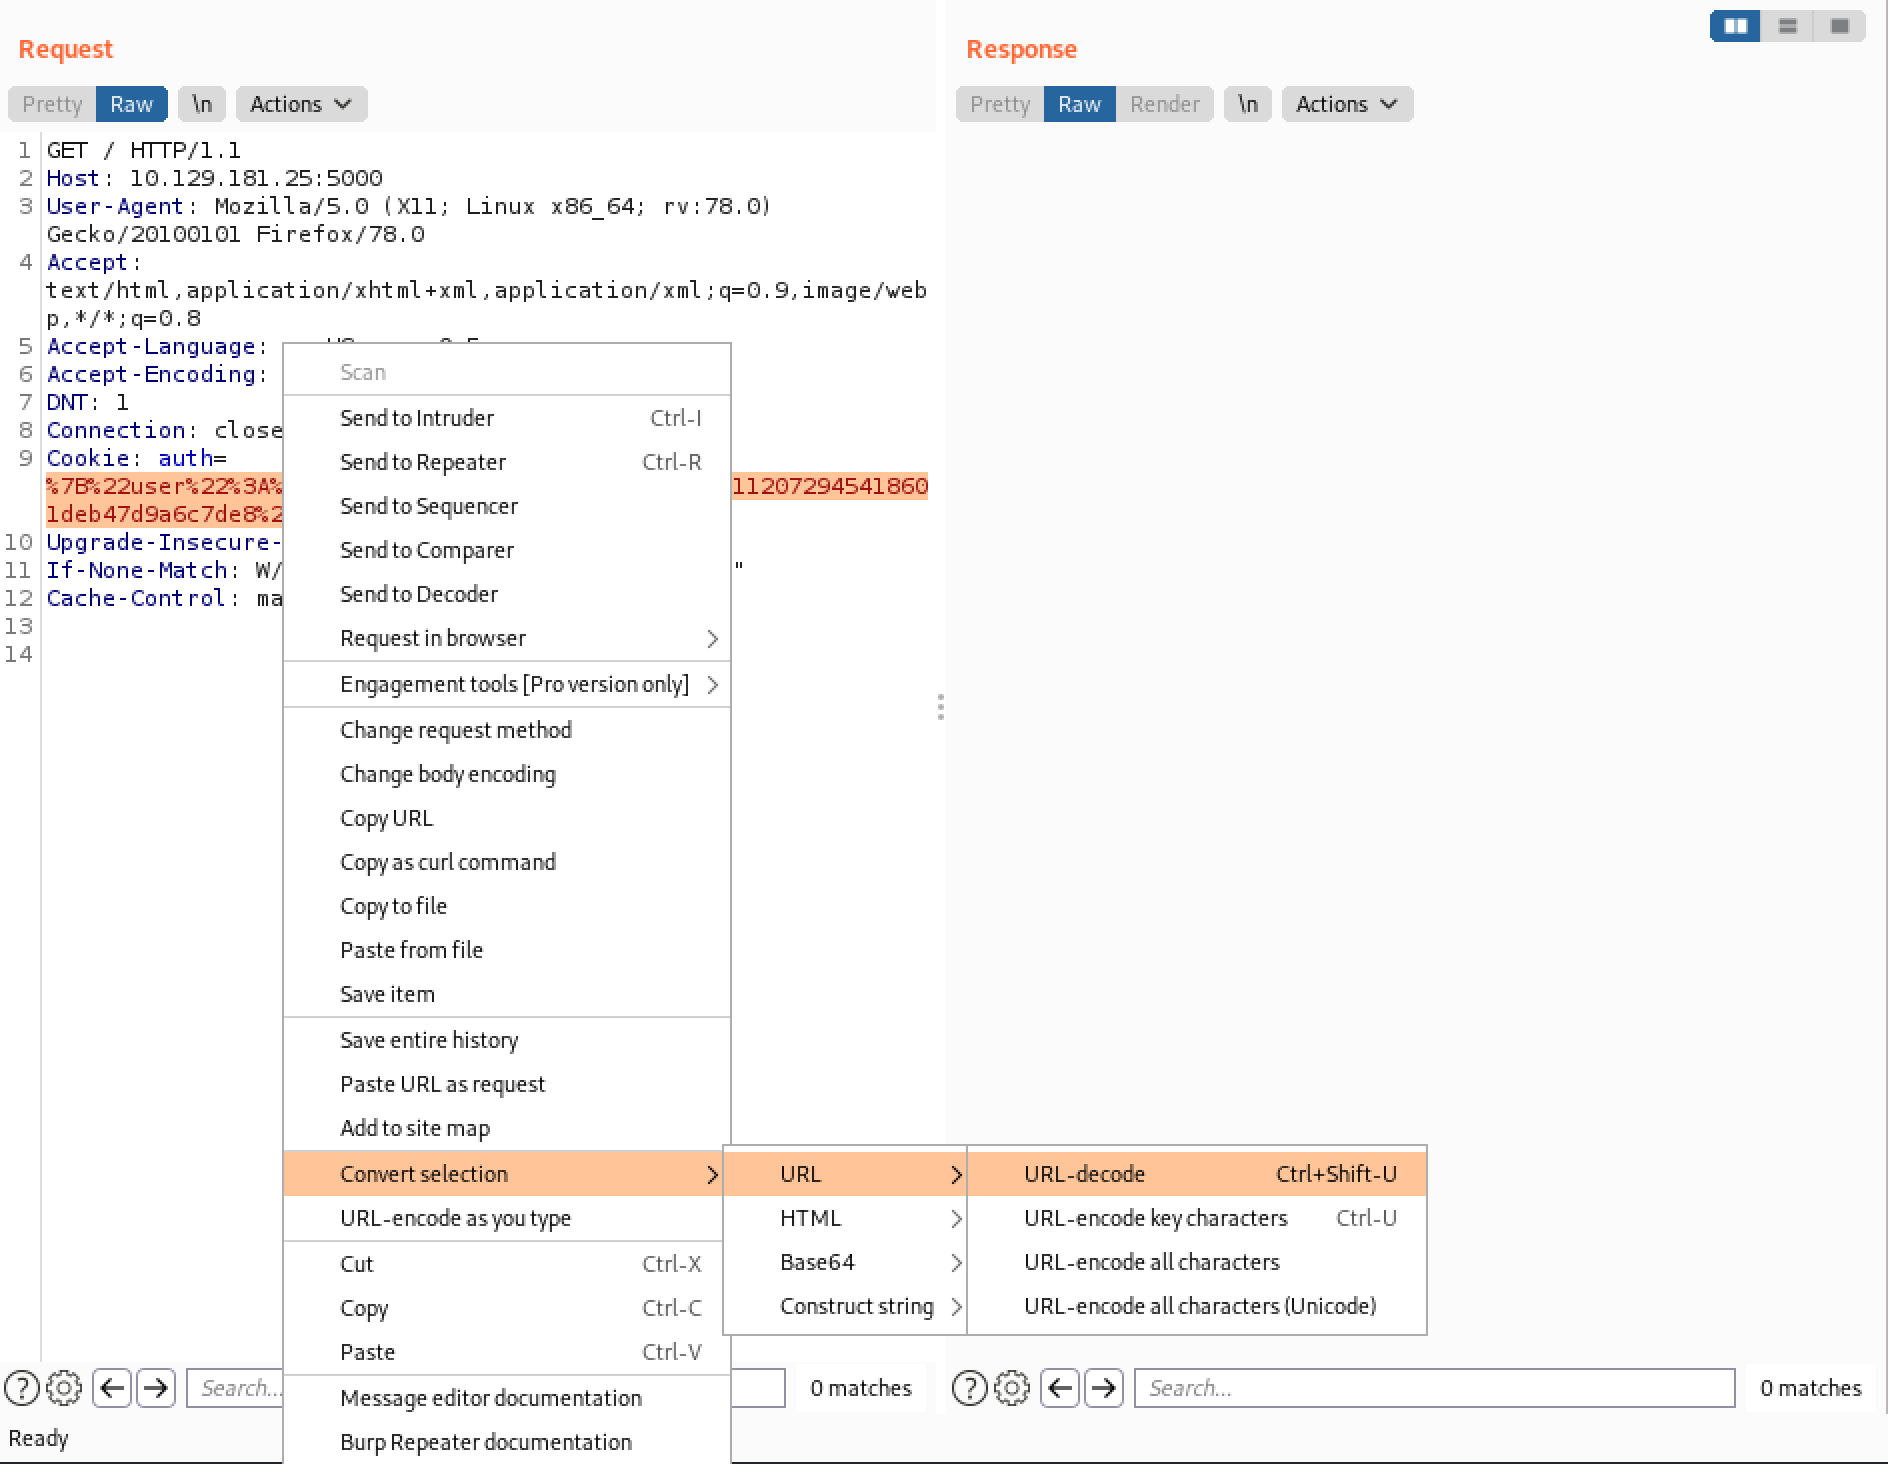 Request
Pretty Raw \n Actions
1 GET / HTTP/1.1
2 Host: 10.129.181.25:5000
3 User-Agent: Mozilla/5.0 (X11; Linux x86_64; rv:78.0)
Gecko/20100101 Firefox/78.0
4 Accept:
text/html,application/xhtml+xml,application/xml;q=0.9,image/web
p,*/*;q=0.8
5 Accept-Language:
6 Accept-Encoding:
7 DNT: 1
8 Connection: close
9 Cookie: auth=
%7B%22user%22%3A% 11207294541860
1deb47d9a6c7de8%2
10 Upgrade-Insecure-
11 If-None-Match: W/ "
12 Cache-Control: ma
13
14
Scan
Send to Intruder Ctrl-I
Send to Repeater Ctrl-R
Send to Sequencer
Send to Comparer
Send to Decoder
Request in browser
Engagement tools [Pro version only]
Change request method
Change body encoding
Copy URL
Copy as curl command
Copy to file
Paste from file
Save item
Save entire history
Paste URL as request
Add to site map
Convert selection
URL-encode as you type
Cut Ctrl-X
Copy Ctrl-C
Paste Ctrl-V
Message editor documentation
Burp Repeater documentation
URL
HTML
Base64
Construct string
URL-decode Ctrl+Shift-U
URL-encode key characters Ctrl-U
URL-encode all characters
URL-encode all characters (Unicode)
? Search... 0 matches
Ready
Response
Pretty Raw Render \n Actions
? Search... 0 matches